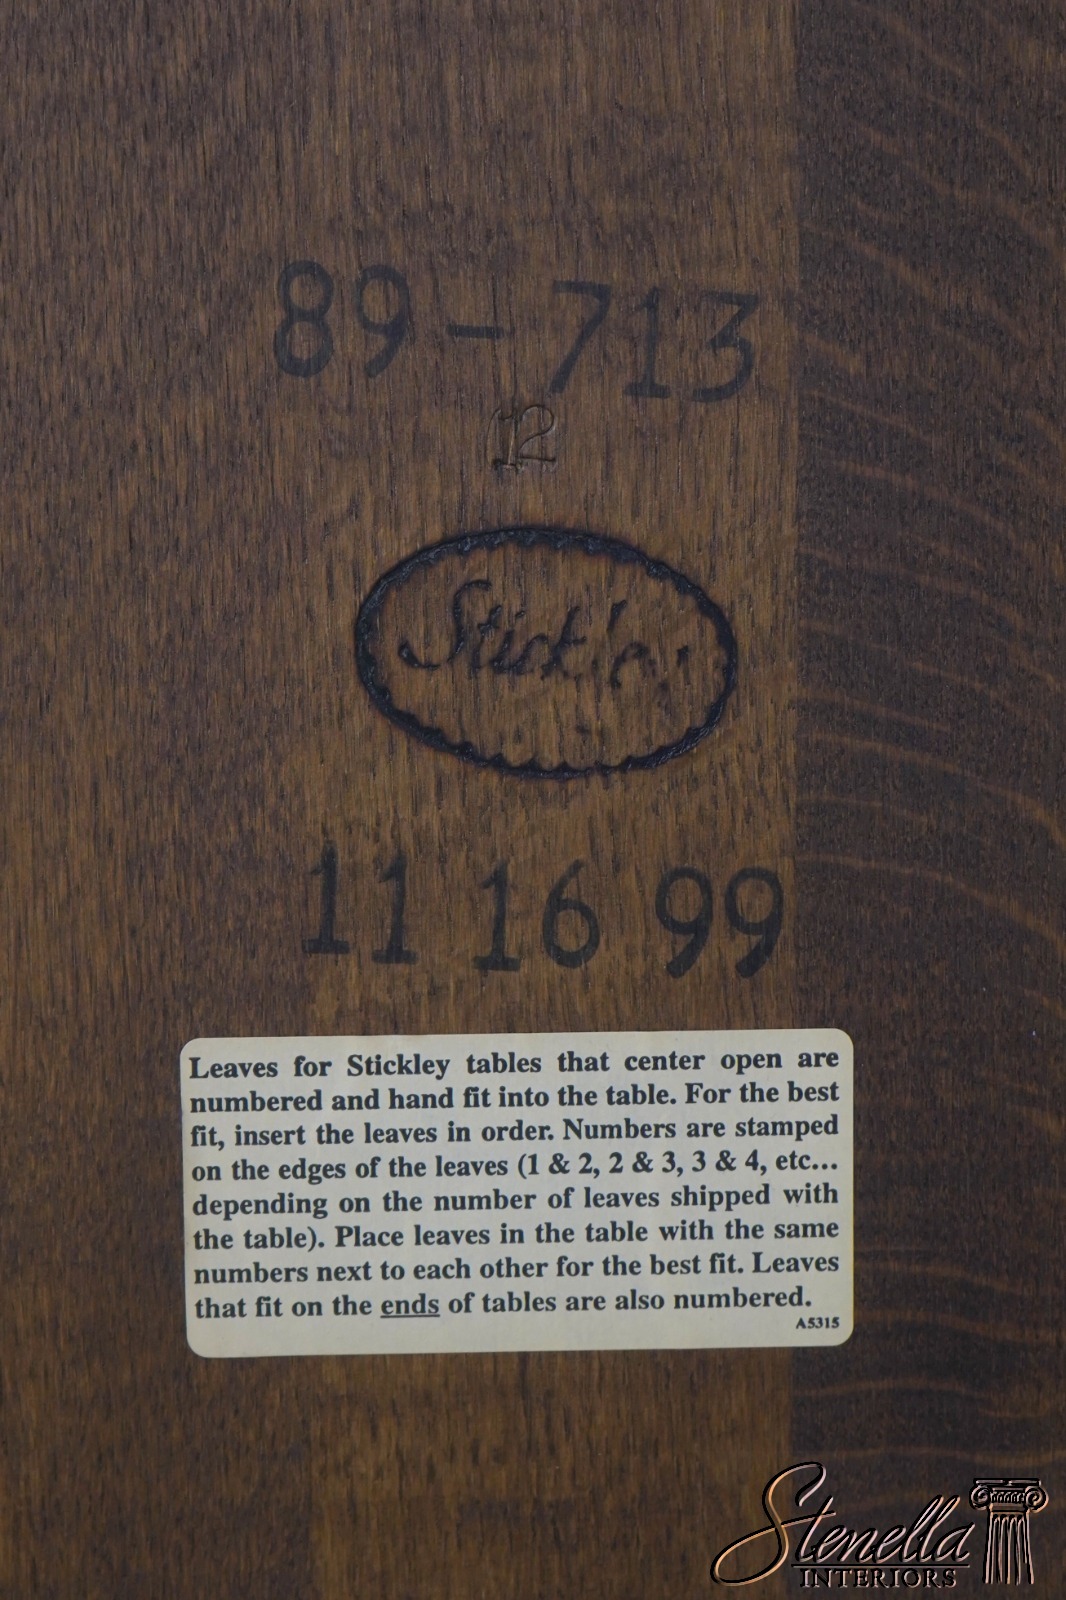 89-713
12
Stickley
11 16 99
Leaves for Stickley tables that center open are
numbered and hand fit into the table. For the best
fit, insert the leaves in order. Numbers are stamped
on the edges of the leaves (1 & 2, 2 & 3, 3 & 4, etc...
depending on the number of leaves shipped with
the table). Place leaves in the table with the same
numbers next to each other for the best fit. Leaves
that fit on the ends of tables are also numbered.
A5315
Stenella
INTERIORS